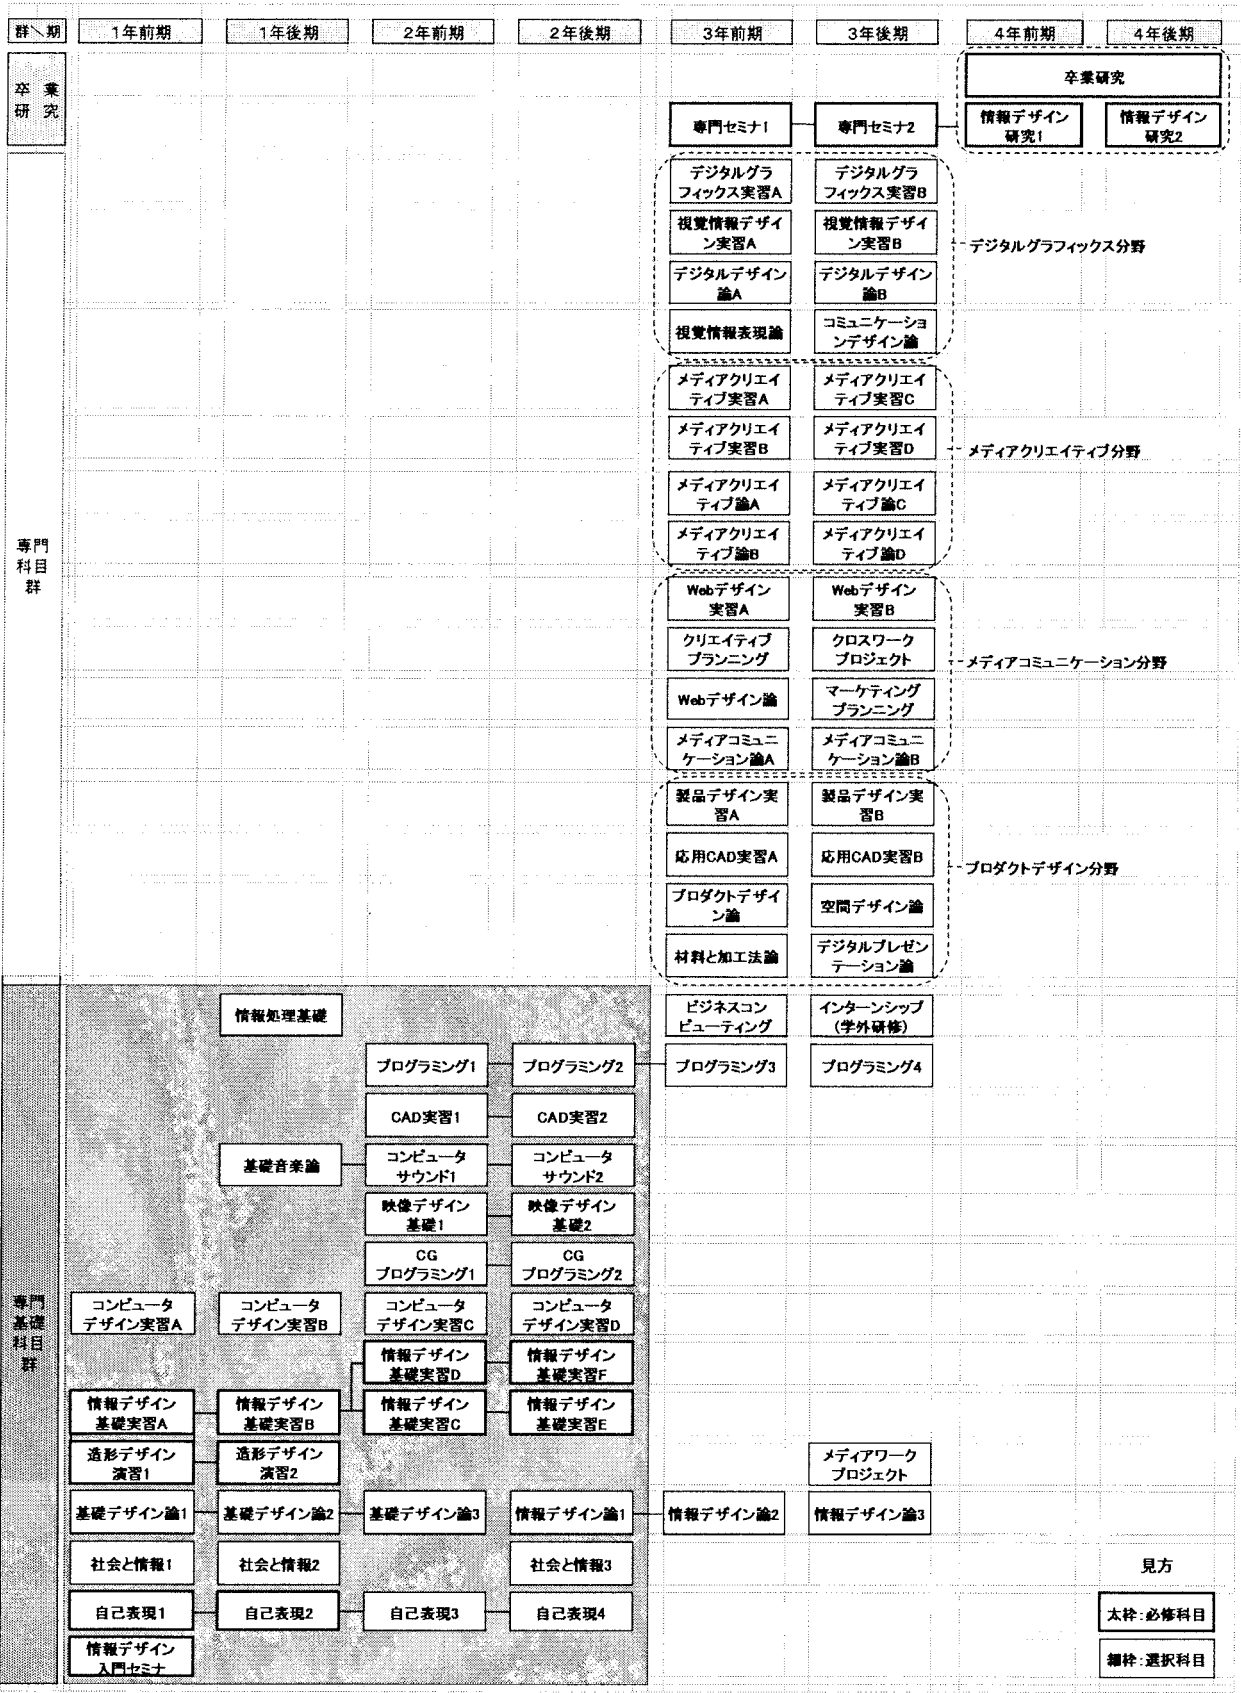 群＼期
1年前期
1年後期
2年前期
2年後期
3年前期
3年後期
4年前期
4年後期
卒業
研究
卒業研究
専門セミナ1
専門セミナ2
情報デザイン
研究1
情報デザイン
研究2
専門
科目
群
デジタルグラ
フィックス実習A
デジタルグラ
フィックス実習B
視覚情報デザイ
ン実習A
視覚情報デザイ
ン実習B
デジタルグラフィックス分野
デジタルデザイン
論A
デジタルデザイン
論B
視覚情報表現論
コミュニケーショ
ンデザイン論
メディアクリエイ
ティブ実習A
メディアクリエイ
ティブ実習C
メディアクリエイ
ティブ実習B
メディアクリエイ
ティブ実習D
メディアクリエイティブ分野
メディアクリエイ
ティブ論A
メディアクリエイ
ティブ論C
メディアクリエイ
ティブ論B
メディアクリエイ
ティブ論D
Webデザイン
実習A
Webデザイン
実習B
クリエイティブ
プランニング
クロスワーク
プロジェクト
メディアコミュニケーション分野
Webデザイン論
マーケティング
プランニング
メディアコミュニ
ケーション論A
メディアコミュニ
ケーション論B
製品デザイン実
習A
製品デザイン実
習B
応用CAD実習A
応用CAD実習B
プロダクトデザイン分野
プロダクトデザイ
ン論
空間デザイン論
材料と加工法論
デジタルプレゼン
テーション論
専門
基礎
科目
群
情報処理基礎
ビジネスコン
ピューティング
インターンシップ
(学外研修)
プログラミング1
プログラミング2
プログラミング3
プログラミング4
CAD実習1
CAD実習2
基礎音楽論
コンピュータ
サウンド1
コンピュータ
サウンド2
映像デザイン
基礎1
映像デザイン
基礎2
CG
プログラミング1
CG
プログラミング2
コンピュータ
デザイン実習A
コンピュータ
デザイン実習B
コンピュータ
デザイン実習C
コンピュータ
デザイン実習D
情報デザイン
基礎実習D
情報デザイン
基礎実習F
情報デザイン
基礎実習A
情報デザイン
基礎実習B
情報デザイン
基礎実習C
情報デザイン
基礎実習E
造形デザイン
演習1
造形デザイン
演習2
メディアワーク
プロジェクト
基礎デザイン論1
基礎デザイン論2
基礎デザイン論3
情報デザイン論1
情報デザイン論2
情報デザイン論3
社会と情報1
社会と情報2
社会と情報3
自己表現1
自己表現2
自己表現3
自己表現4
情報デザイン
入門セミナ
見方
太枠:必修科目
細枠:選択科目